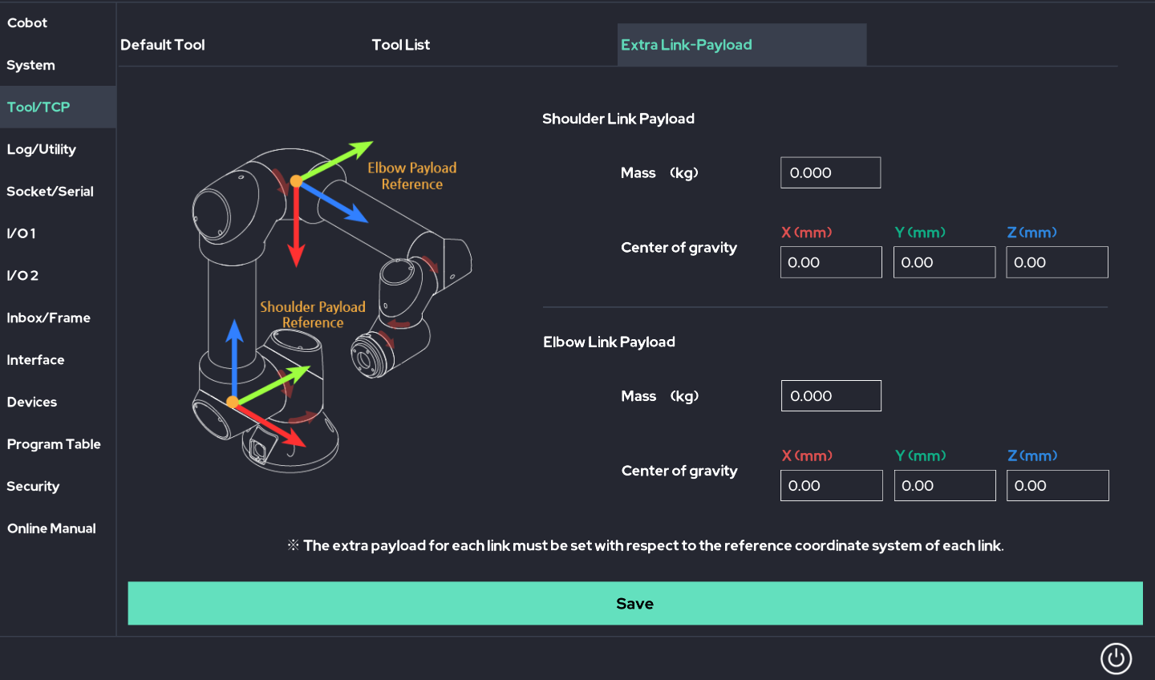 Cobot
System
Tool/TCP
Log/Utility
Socket/Serial
I/O 1
I/O 2
Inbox/Frame
Interface
Devices
Program Table
Security
Online Manual
Default Tool
Tool List
Extra Link-Payload
Elbow Payload
Reference
Shoulder Payload
Reference
Shoulder Link Payload
Mass (kg)
0.000
Center of gravity
X (mm)
Y (mm)
Z (mm)
0.00
0.00
0.00
Elbow Link Payload
Mass (kg)
0.000
Center of gravity
X (mm)
Y (mm)
Z (mm)
0.00
0.00
0.00
※ The extra payload for each link must be set with respect to the reference coordinate system of each link.
Save